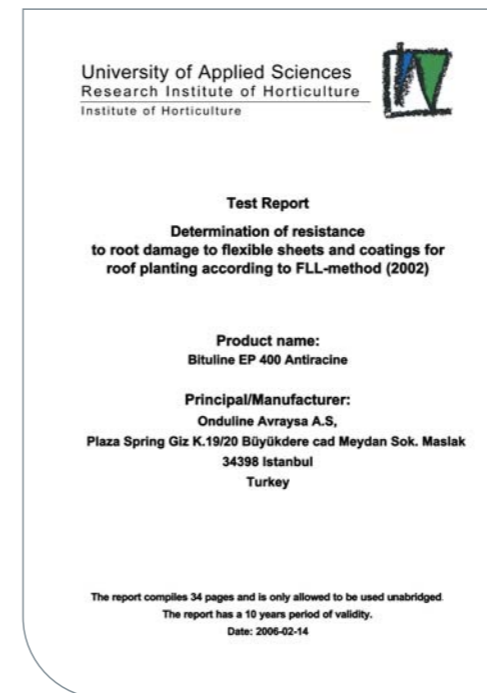 University of Applied Sciences
Research Institute of Horticulture
Institute of Horticulture
Test Report
Determination of resistance
to root damage to flexible sheets and coatings for
roof planting according to FLL-method (2002)
Product name:
Bituline EP 400 Antiracine
Principal/Manufacturer:
Onduline Avraysa A.S,
Plaza Spring Giz K.19/20 Büyükdere cad Meydan Sok. Maslak
34398 Istanbul
Turkey
The report compiles 34 pages and is only allowed to be used unabridged.
The report has a 10 years period of validity.
Date: 2006-02-14